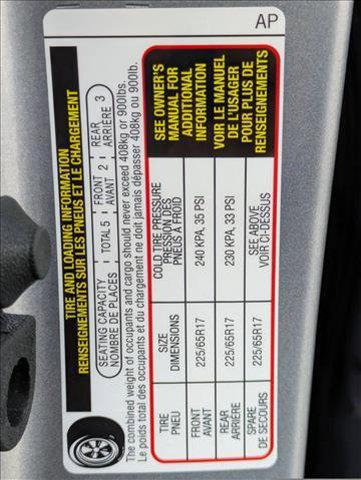 AP
TIRE AND LOADING INFORMATION
RENSEIGNEMENTS SUR LES PNEUS ET LE CHARGEMENT
SEATING CAPACITY TOTAL 5 FRONT 2 REAR 3
NOMBRE DE PLACES AVANT ARRIÈRE
The combined weight of occupants and cargo should never exceed 408kg or 900lbs.
Le poids total des occupants et du chargement ne doit jamais dépasser 408kg ou 900lb.
TIRE
PNEU
SIZE
DIMENSIONS
COLD TIRE PRESSURE
PRESSION DES
PNEUS À FROID
SEE OWNER'S
MANUAL FOR
ADDITIONAL
INFORMATION
VOIR LE MANUEL
DE L'USAGER
POUR PLUS DE
RENSEIGNEMENTS
FRONT
AVANT
225/65R17
240 KPA, 35 PSI
REAR
ARRIÈRE
225/65R17
230 KPA, 33 PSI
SPARE
DE SECOURS
225/65R17
SEE ABOVE
VOIR CI-DESSUS